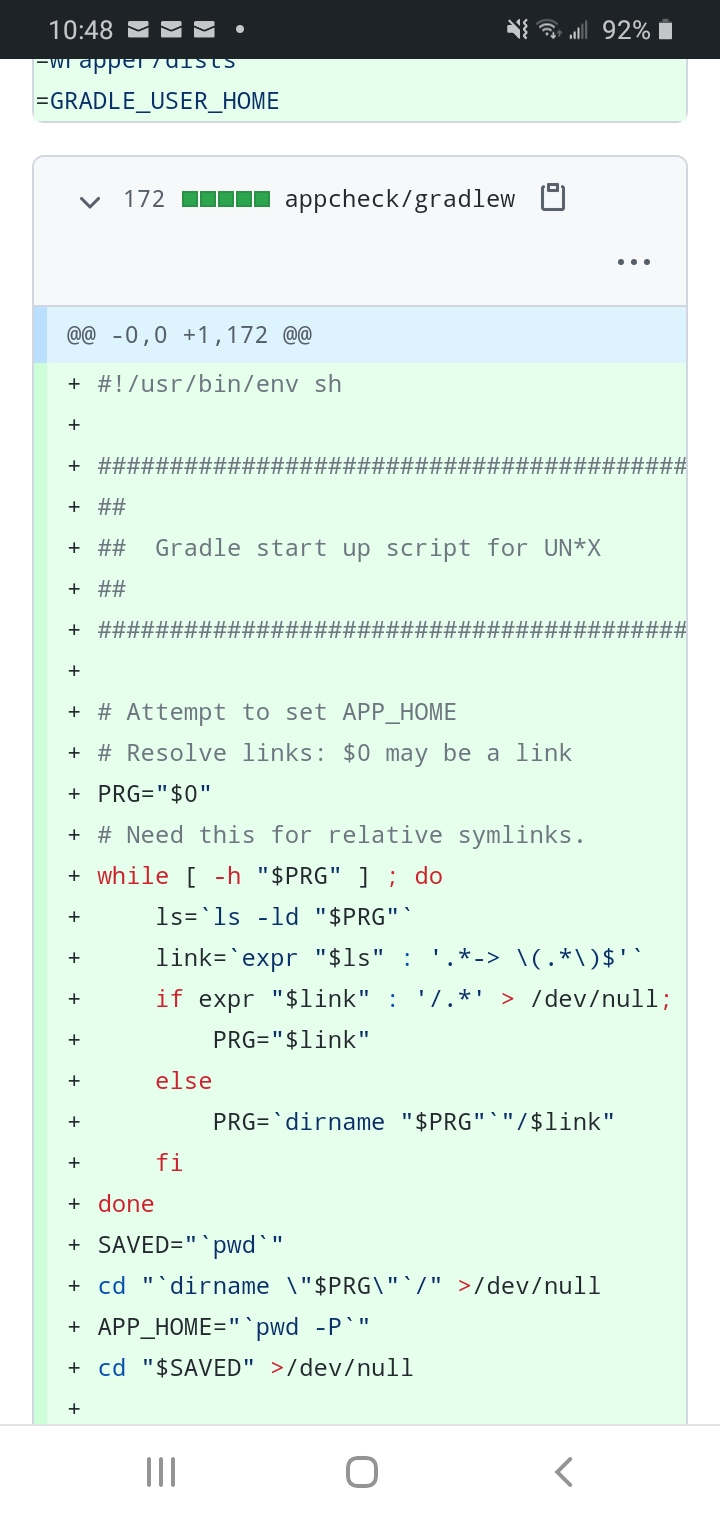 10:48 92%
=wrapper/dists
=GRADLE_USER_HOME
172 appcheck/gradlew
...
@@ -0,0 +1,172 @@
+ #!/usr/bin/env sh
+
+ #########################################
+ ##
+ ##  Gradle start up script for UN*X
+ ##
+ #########################################
+
+ # Attempt to set APP_HOME
+ # Resolve links: $0 may be a link
+ PRG="$0"
+ # Need this for relative symlinks.
+ while [ -h "$PRG" ] ; do
+     ls=`ls -ld "$PRG"`
+     link=`expr "$ls" : '.*-> \(.*\)$'`
+     if expr "$link" : '/.*' > /dev/null;
+         PRG="$link"
+     else
+         PRG=`dirname "$PRG"`"/$link"
+     fi
+ done
+ SAVED="`pwd`"
+ cd "`dirname \"$PRG\"`/" >/dev/null
+ APP_HOME="`pwd -P`"
+ cd "$SAVED" >/dev/null
+